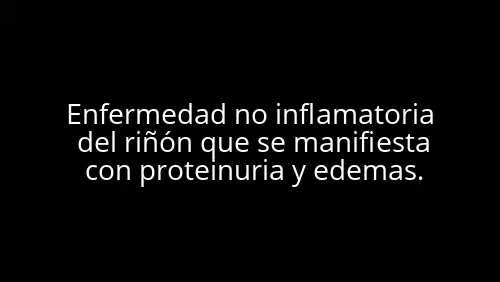 Enfermedad no inflamatoria
del riñón que se manifiesta
con proteinuria y edemas.